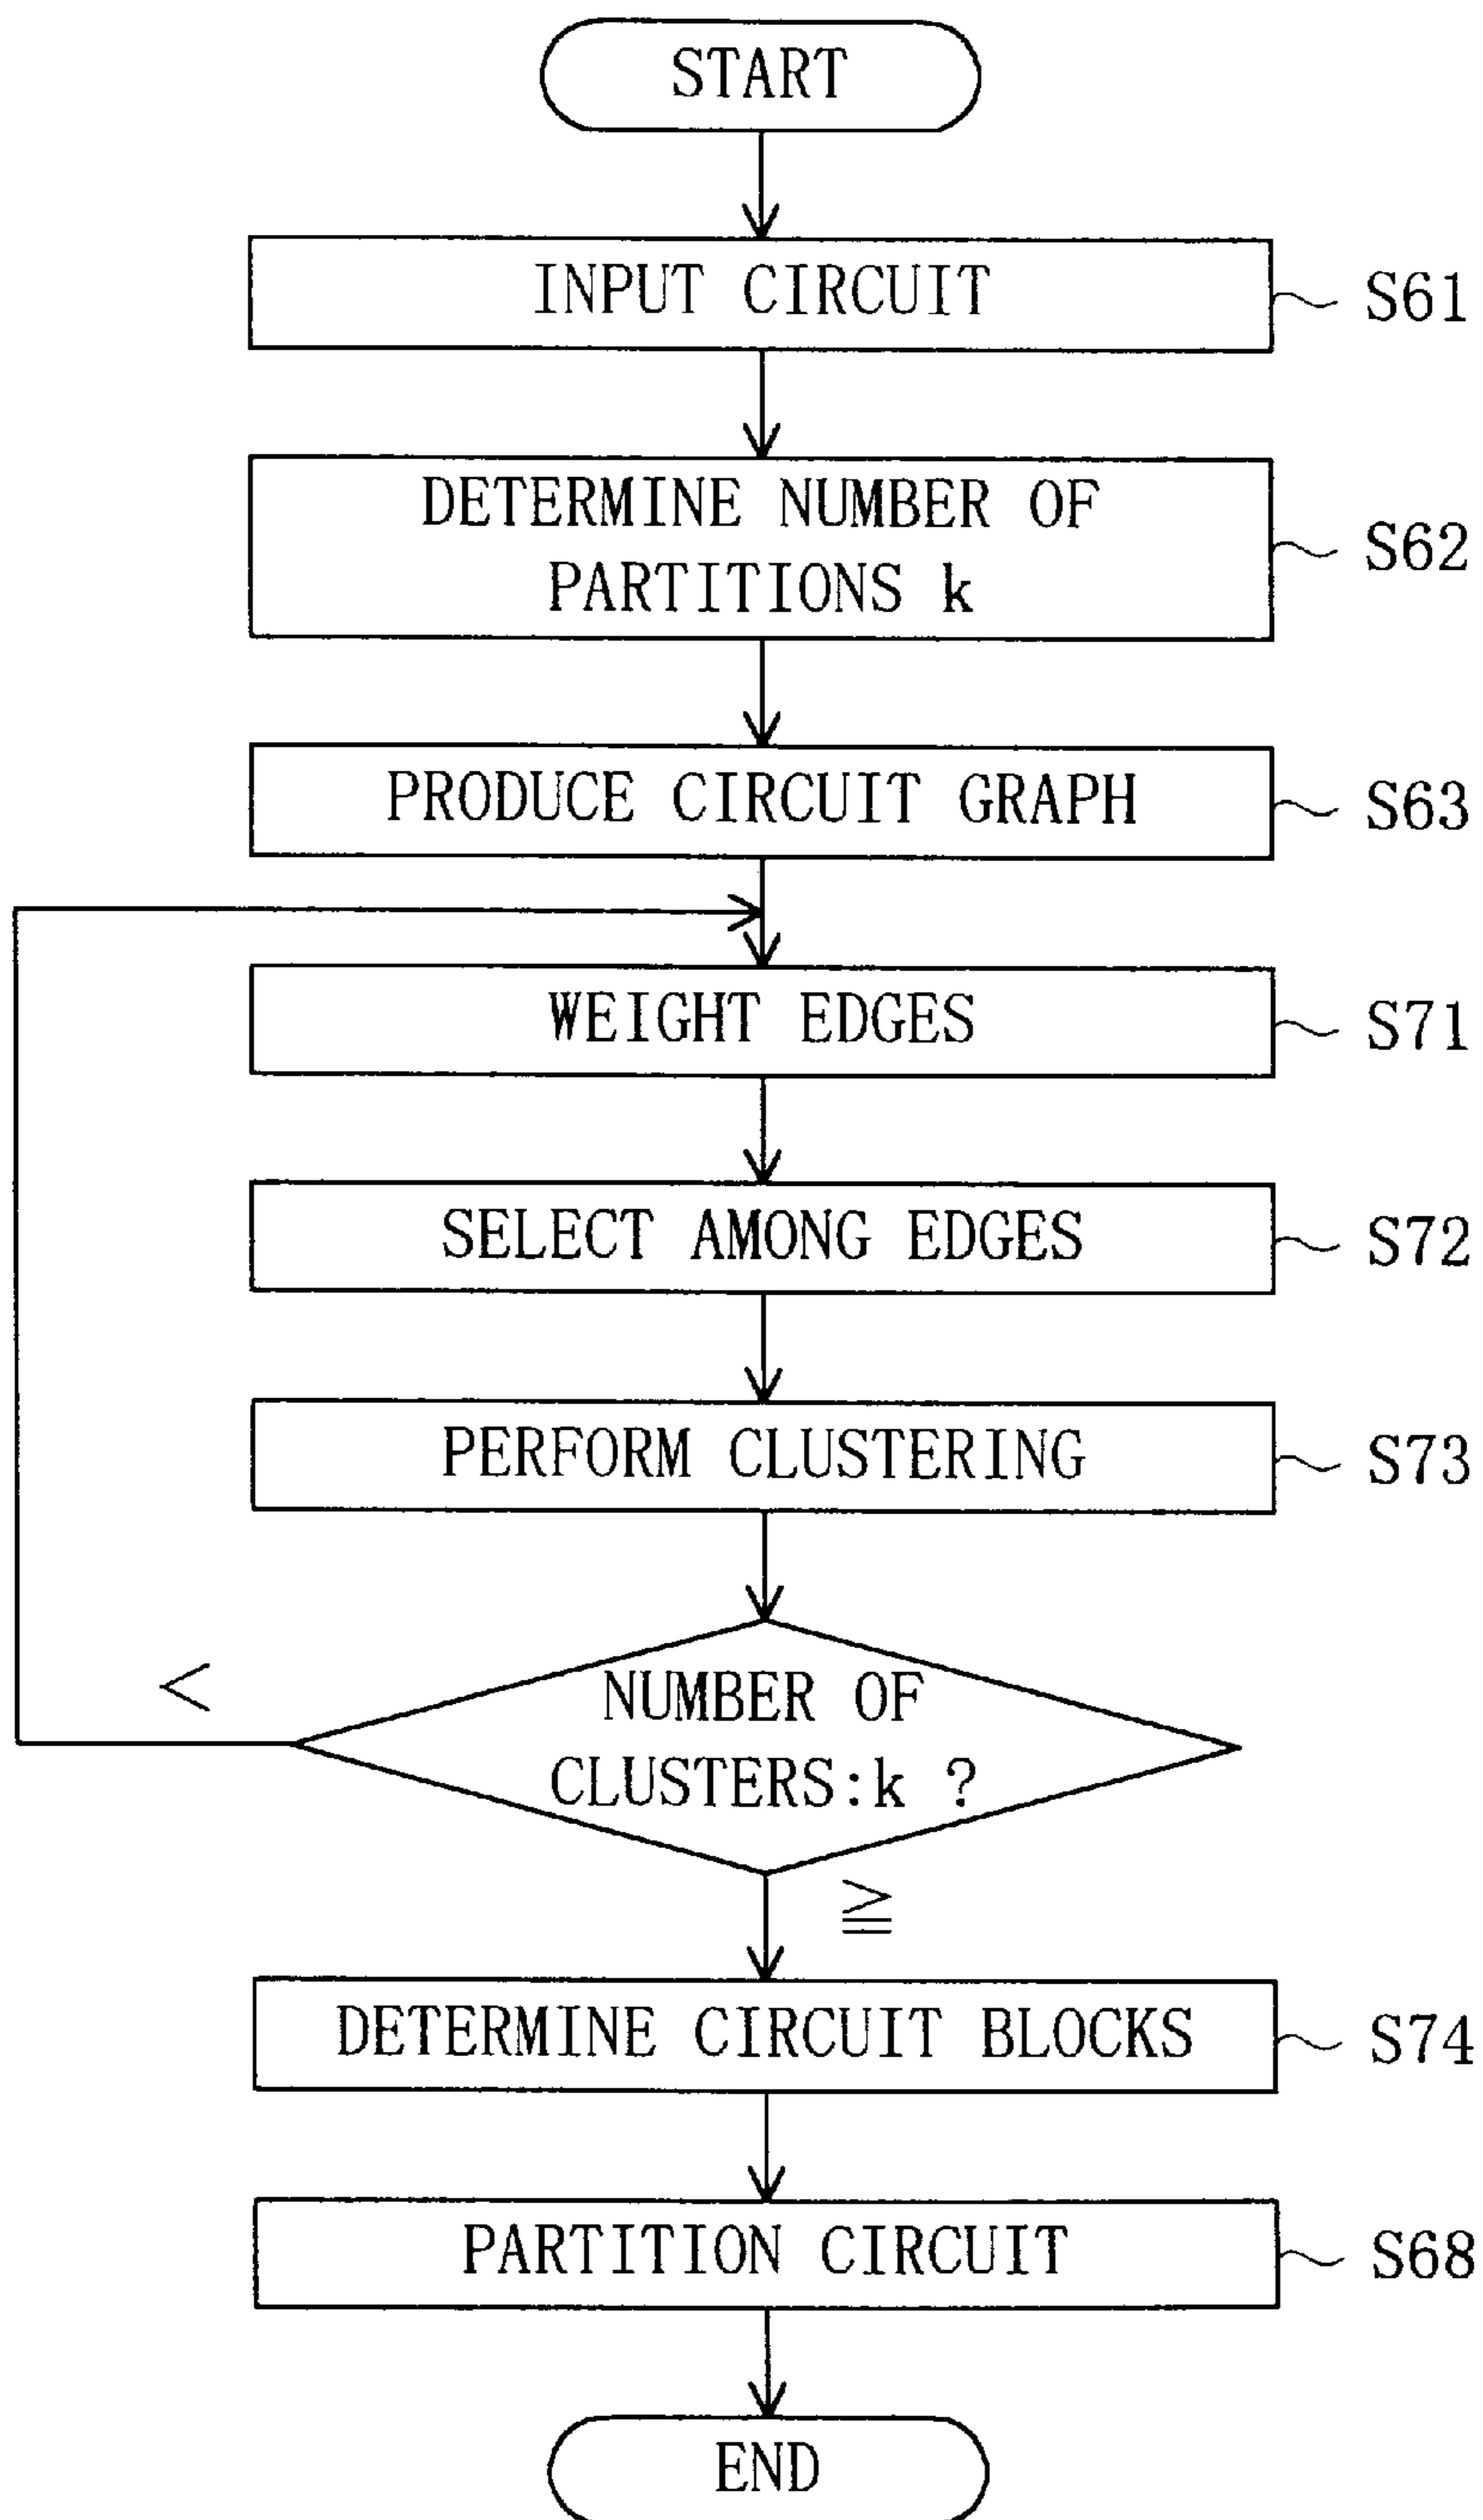 START
INPUT CIRCUIT
S61
DETERMINE NUMBER OF
PARTITIONS k
S62
PRODUCE CIRCUIT GRAPH
S63
WEIGHT EDGES
S71
SELECT AMONG EDGES
S72
PERFORM CLUSTERING
S73
<
NUMBER OF
CLUSTERS:k ?
≧
DETERMINE CIRCUIT BLOCKS
S74
PARTITION CIRCUIT
S68
END